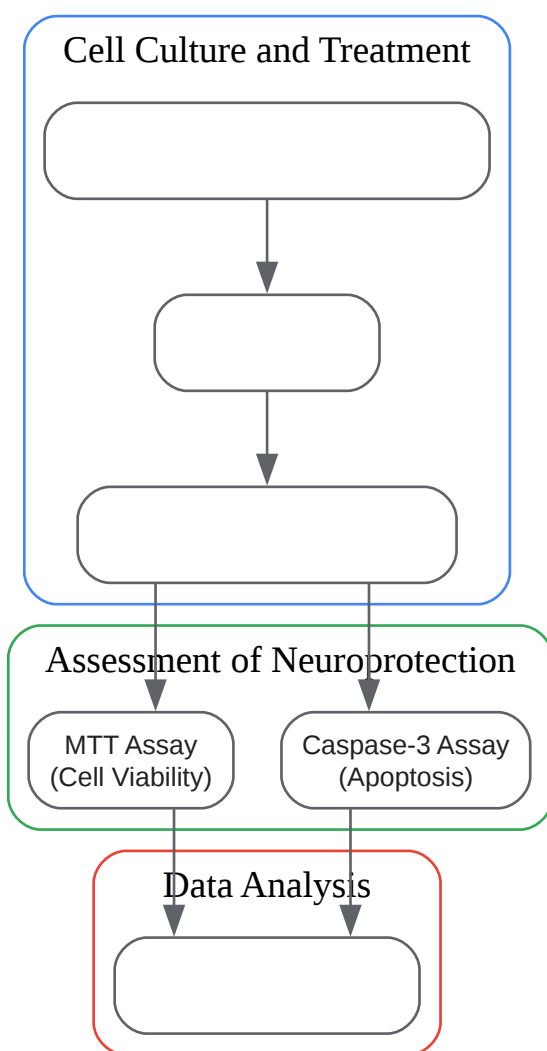 Cell Culture and Treatment
Assessment of Neuroprotection
MTT Assay
(Cell Viability)
Caspase-3 Assay
(Apoptosis)
Data Analysis